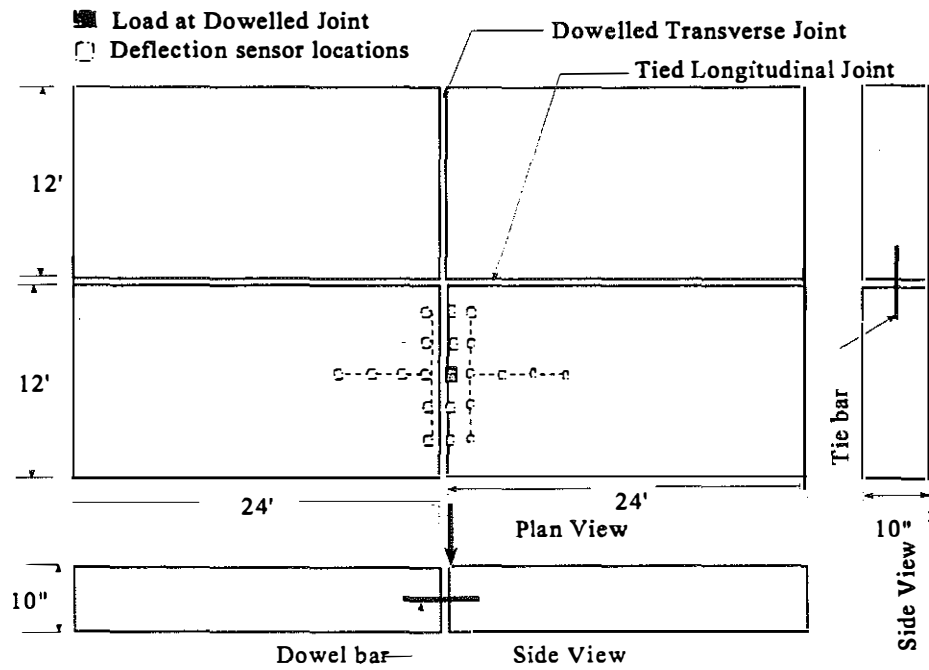 Load at Dowelled Joint
Deflection sensor locations
Dowelled Transverse Joint
Tied Longitudinal Joint
12'
12'
24'
24'
Plan View
Tie bar
10"
Side View
10"
Dowel bar
Side View